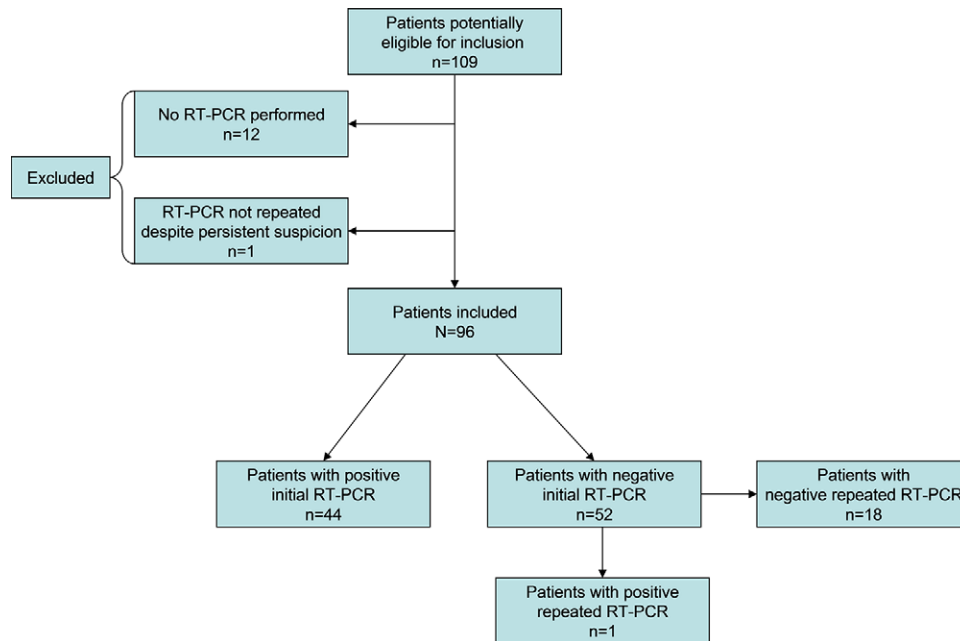 Patients potentially
eligible for inclusion
n=109
No RT-PCR performed
n=12
Excluded
RT-PCR not repeated
despite persistent suspicion
n=1
Patients included
N=96
Patients with positive
initial RT-PCR
n=44
Patients with negative
initial RT-PCR
n=52
Patients with
negative repeated RT-PCR
n=18
Patients with positive
repeated RT-PCR
n=1